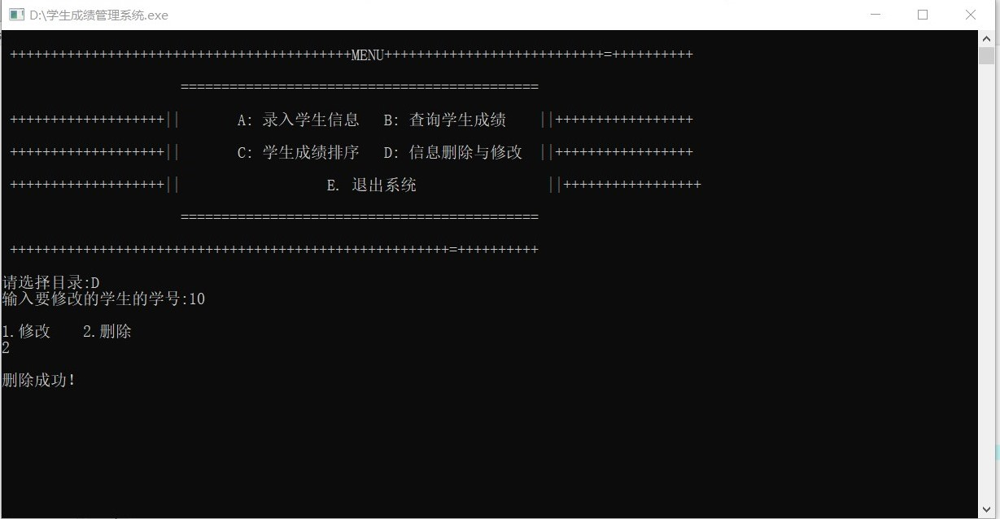 D:\学生成绩管理系统.exe
++++++++++++++++++++++++++++++++++++++++++MENU+++++++++++++++++++++++++++=++++++++++
============================================
+++++++++++++++++++|| A: 录入学生信息 B: 查询学生成绩 ||+++++++++++++++++
+++++++++++++++++++|| C: 学生成绩排序 D: 信息删除与修改 ||+++++++++++++++++
+++++++++++++++++++|| E. 退出系统 ||+++++++++++++++++
============================================
++++++++++++++++++++++++++++++++++++++++++++++++++++++=++++++++++
请选择目录:D
输入要修改的学生的学号:10
1.修改 2.删除
2
删除成功!